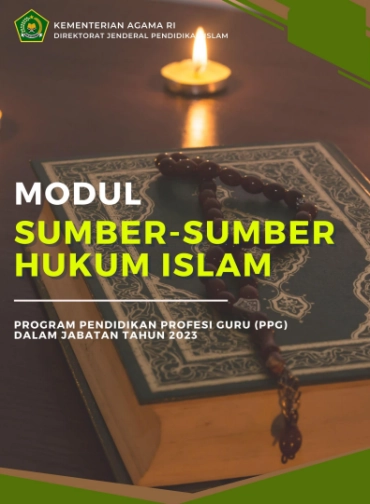 KEMENTERIAN AGAMA RI
DIREKTORAT JENDERAL PENDIDIKAN ISLAM
MODUL
SUMBER-SUMBER
HUKUM ISLAM
PROGRAM PENDIDIKAN PROFESI GURU (PPG)
DALAM JABATAN TAHUN 2023